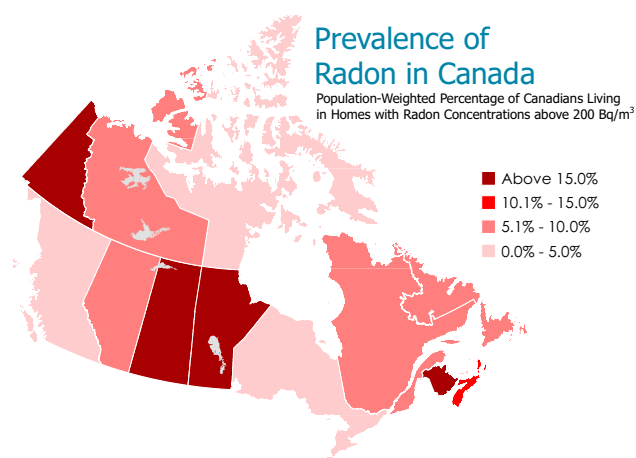 Prevalence of
Radon in Canada
Population-Weighted Percentage of Canadians Living
in Homes with Radon Concentrations above 200 Bq/m³
Above 15.0%
10.1% - 15.0%
5.1% - 10.0%
0.0% - 5.0%